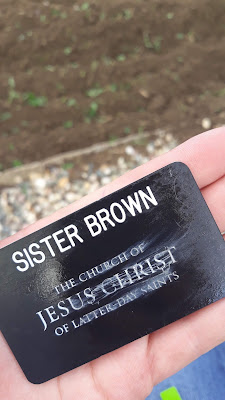 SISTER BROWN
THE CHURCH OF
JESUS CHRIST
OF LATTER-DAY SAINTS